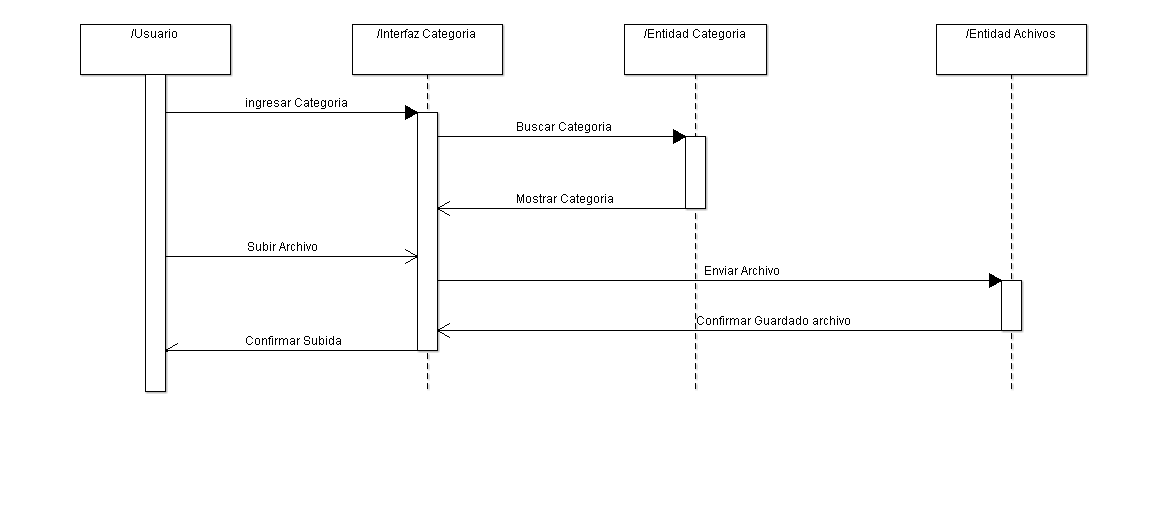 /Usuario
/Interfaz Categoria
/Entidad Categoria
/Entidad Achivos
ingresar Categoria
Buscar Categoria
Mostrar Categoria
Subir Archivo
Enviar Archivo
Confirmar Guardado archivo
Confirmar Subida